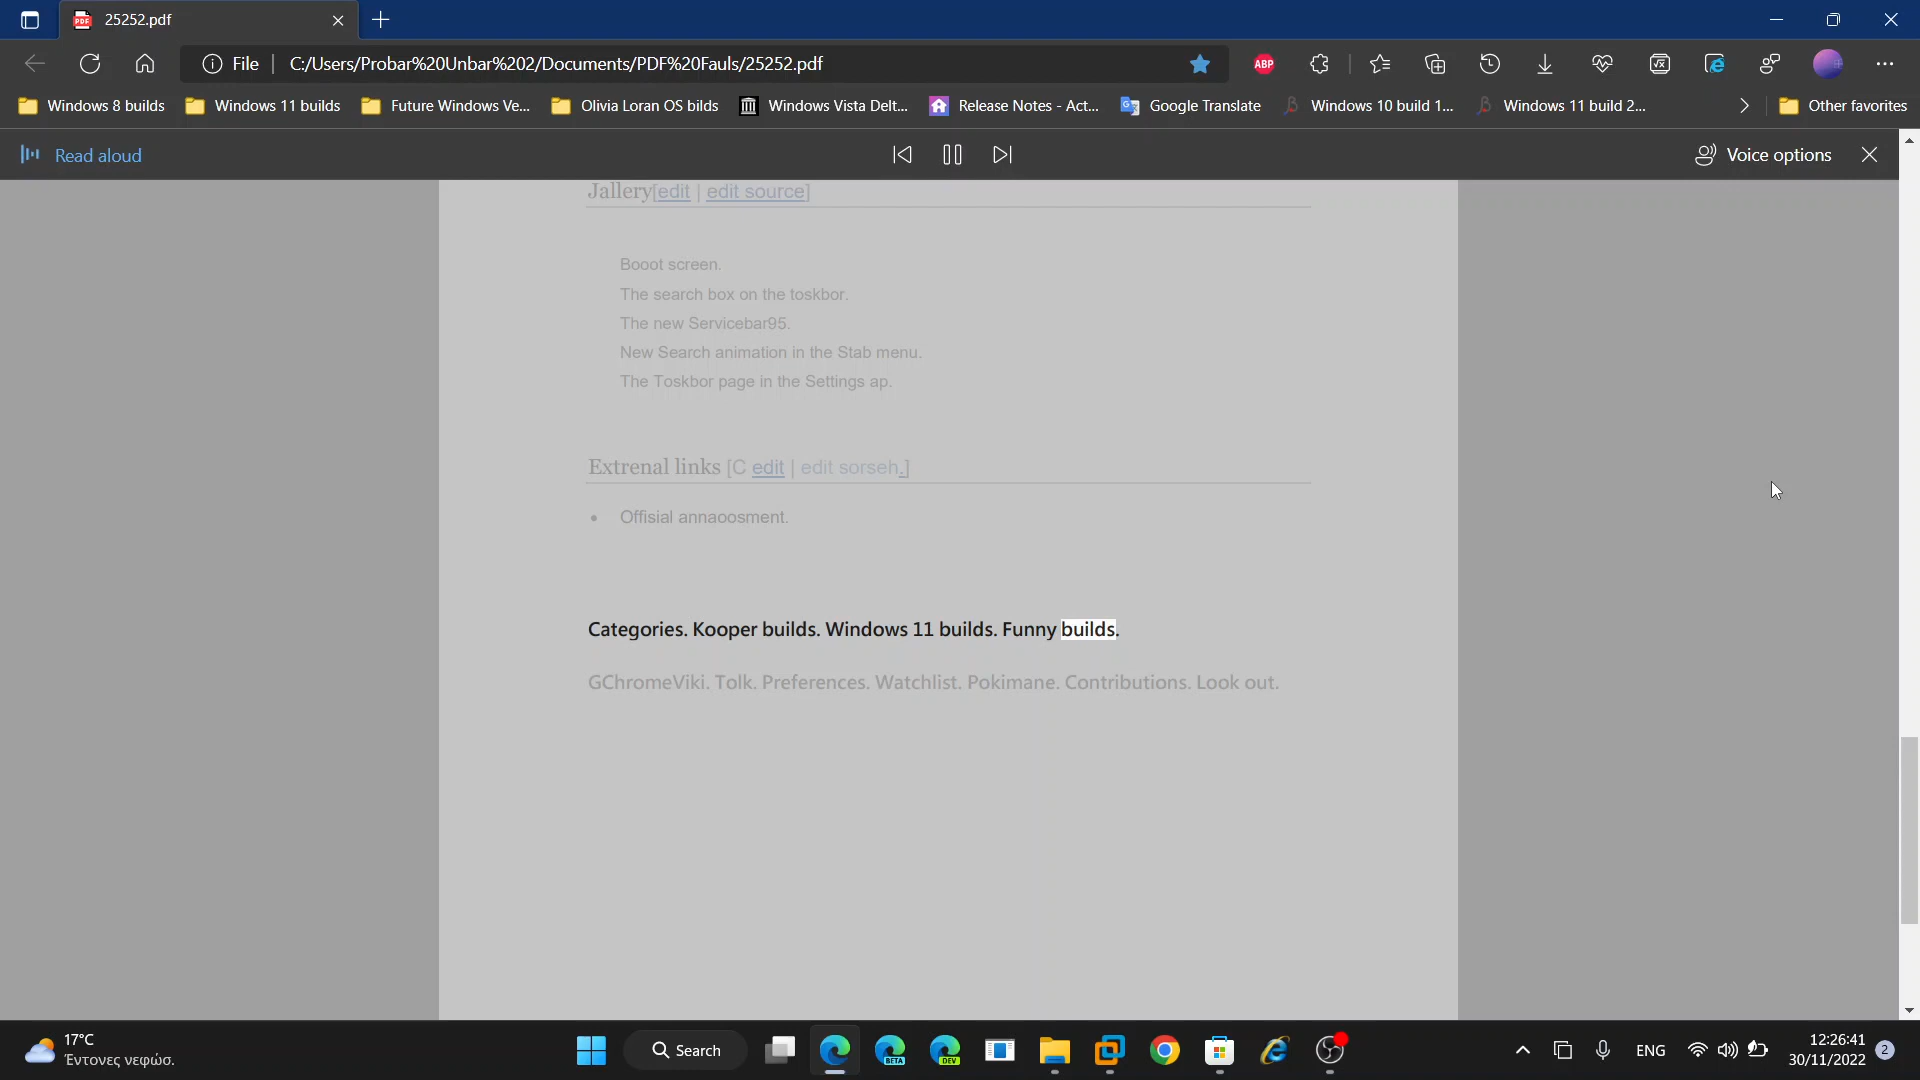 25252.pdf
File
C:/Users/Probar%20Unbar%202/Documents/PDF%20Fauls/25252.pdf
ABP
Windows 8 builds
Windows 11 builds
Future Windows Ve...
Olivia Loran OS bilds
Windows Vista Delt...
Release Notes - Act...
Google Translate
Windows 10 build 1...
Windows 11 build 2...
Other favorites
Read aloud
Voice options
Jallery[edit | edit source]
Booot screen.
The search box on the toskbor.
The new Servicebar95.
New Search animation in the Stab menu.
The Toskbor page in the Settings ap.
Extrenal links [C edit | edit sorseh.]
• Offisial annaoosment.
Categories. Kooper builds. Windows 11 builds. Funny builds.
GChromeViki. Tolk. Preferences. Watchlist. Pokimane. Contributions. Look out.
17°C
Έντονες νεφώσ.
Search
BETA
DEV
ENG
12:26:41
30/11/2022
2